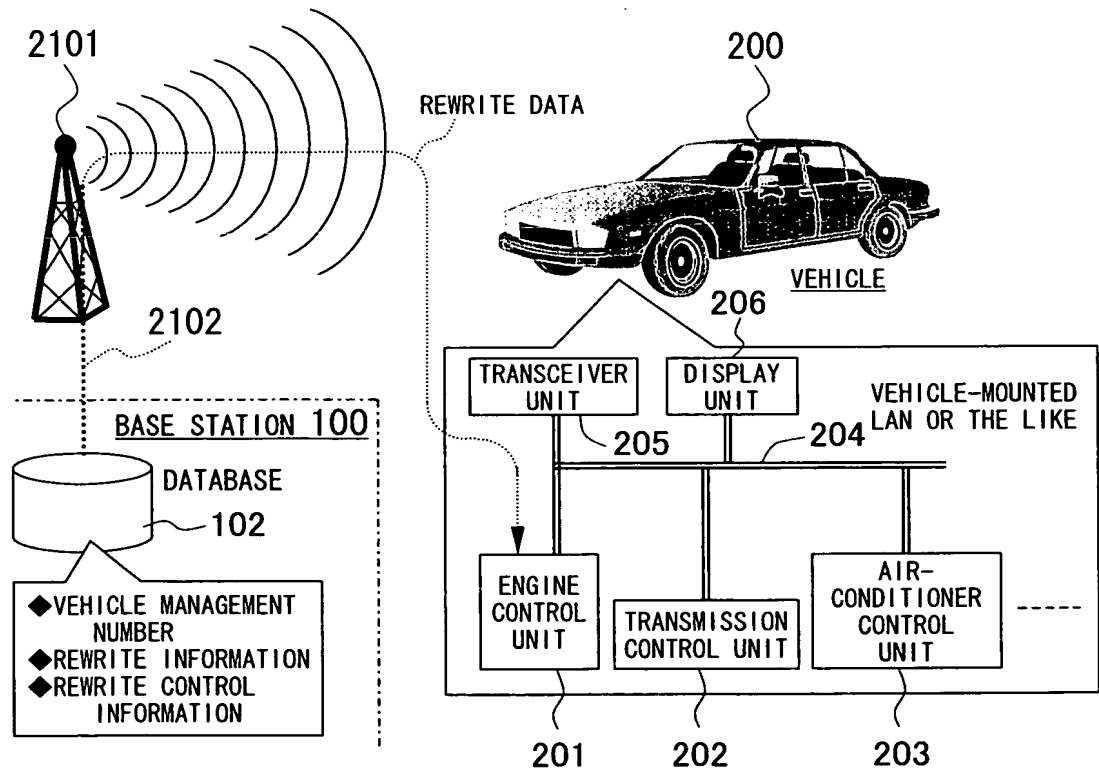 2101
REWRITE DATA
200
VEHICLE
2102
BASE STATION 100
DATABASE
102
◆VEHICLE MANAGEMENT
NUMBER
◆REWRITE INFORMATION
◆REWRITE CONTROL
INFORMATION
206
TRANSCEIVER
UNIT
205
DISPLAY
UNIT
VEHICLE-MOUNTED
LAN OR THE LIKE
204
ENGINE
CONTROL
UNIT
TRANSMISSION
CONTROL UNIT
AIR-
CONDITIONER
CONTROL
UNIT
201
202
203